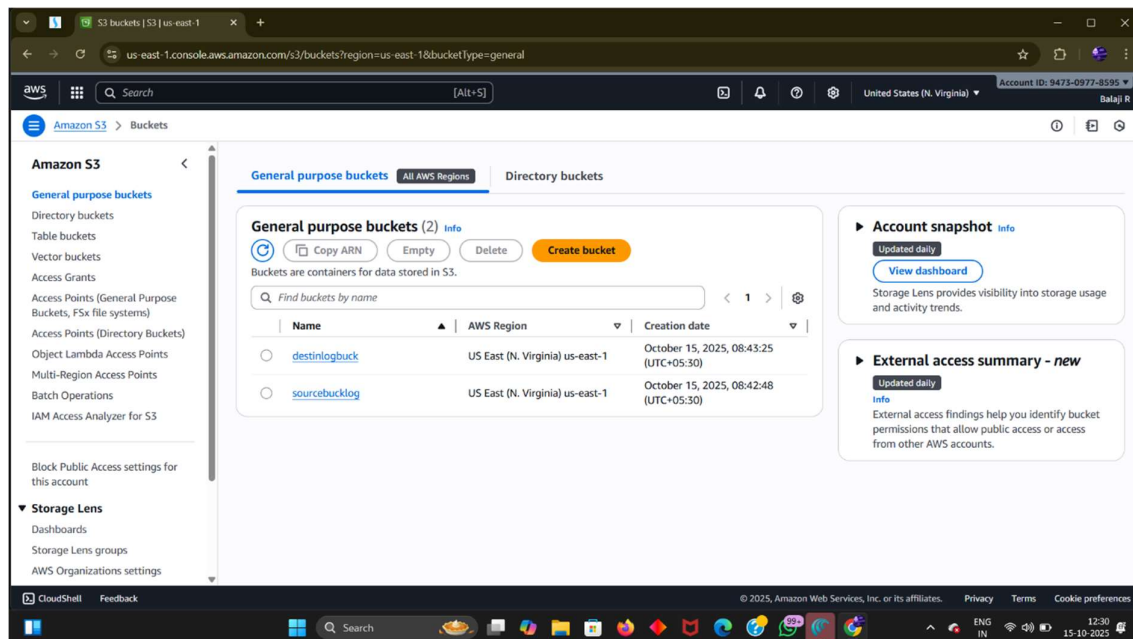 S3 buckets | S3 | us-east-1
us-east-1.console.aws.amazon.com/s3/buckets?region=us-east-1&bucketType=general
aws
Search
[Alt+S]
United States (N. Virginia)
Account ID: 9473-0977-8595
Balaji R
Amazon S3 > Buckets
Amazon S3
General purpose buckets
Directory buckets
Table buckets
Vector buckets
Access Grants
Access Points (General Purpose
Buckets, FSx file systems)
Access Points (Directory Buckets)
Object Lambda Access Points
Multi-Region Access Points
Batch Operations
IAM Access Analyzer for S3
Block Public Access settings for
this account
Storage Lens
Dashboards
Storage Lens groups
AWS Organizations settings
General purpose buckets All AWS Regions Directory buckets
General purpose buckets (2) Info
Copy ARN Empty Delete Create bucket
Buckets are containers for data stored in S3.
Find buckets by name
1
Name AWS Region Creation date
destinlogbuck US East (N. Virginia) us-east-1 October 15, 2025, 08:43:25
(UTC+05:30)
sourcebucklog US East (N. Virginia) us-east-1 October 15, 2025, 08:42:48
(UTC+05:30)
Account snapshot Info
Updated daily
View dashboard
Storage Lens provides visibility into storage usage
and activity trends.
External access summary - new
Updated daily
Info
External access findings help you identify bucket
permissions that allow public access or access
from other AWS accounts.
CloudShell Feedback
© 2025, Amazon Web Services, Inc. or its affiliates. Privacy Terms Cookie preferences
Search
99+
ENG
IN
12:30
15-10-2025